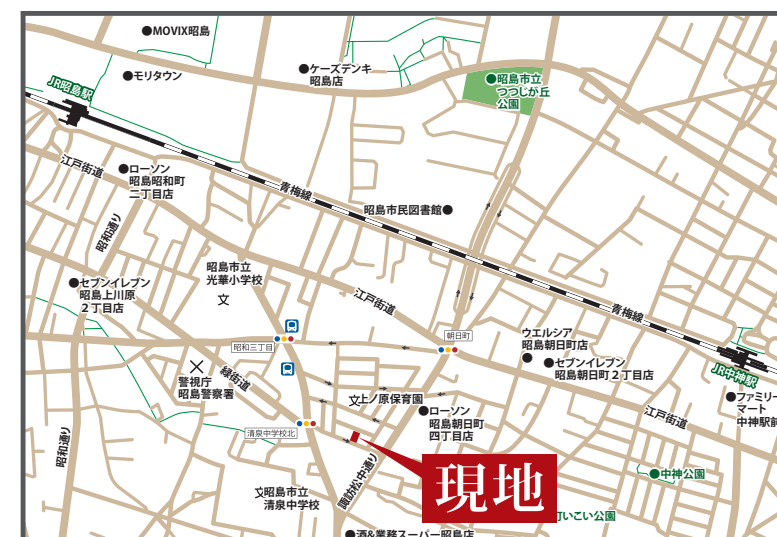 MOVIX昭島
モリタウン
ケーズデンキ
昭島店
昭島市立
つつじが丘
公園
JR昭島駅
江戸街道
ローソン
昭島昭和町
二丁目店
青梅線
昭島市民図書館
昭和通り
昭島市立
光華小学校
文
セブンイレブン
昭島上川原
２丁目店
江戸街道
青梅線
昭和三丁目
朝日町
ウエルシア
昭島朝日町店
セブンイレブン
昭島朝日町２丁目店
JR中神駅
警視庁
昭島警察署
緑街道
文
上ノ原保育園
ローソン
昭島朝日町
四丁目店
江戸街道
ファミリー
マート
中神駅前
清泉中学校北
昭和通り
諏訪松中通り
現地
中神公園
文昭島市立
清泉中学校
町いこい公園
酒&業務スーパー昭島店